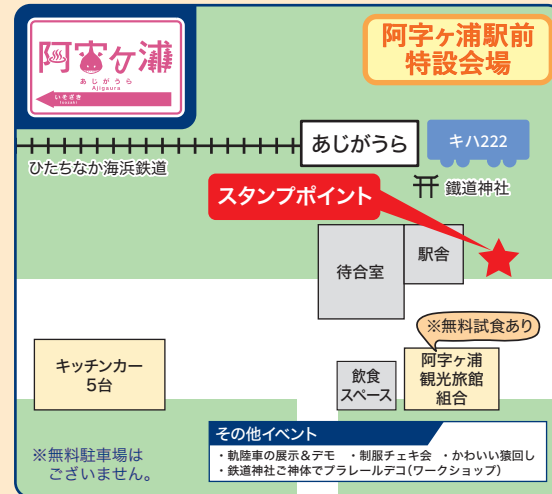 阿字ヶ浦
あじがうら
Ajigaura
いそざき
Isozaki
阿字ヶ浦駅前
特設会場
あじがうら
キハ222
ひたちなか海浜鉄道
鐵道神社
スタンプポイント
駅舎
待合室
※無料試食あり
キッチンカー
5台
飲食
スペース
阿字ヶ浦
観光旅館
組合
その他イベント
・軌陸車の展示&デモ ・制服チェキ会 ・かわいい猿回し
・鉄道神社ご神体でプラレールデコ(ワークショップ)
※無料駐車場は
ございません。